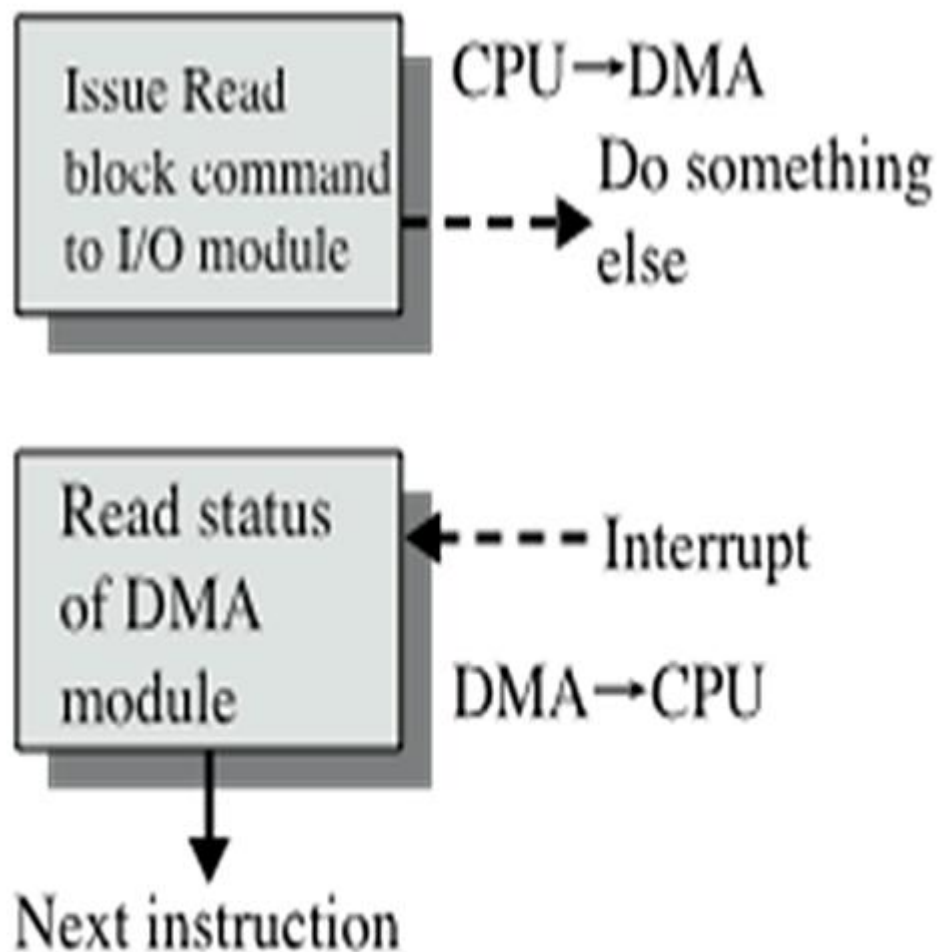 Issue Read
block command
to I/O module
CPU→DMA
Do something
else
Read status
of DMA
module
Interrupt
DMA→CPU
Next instruction